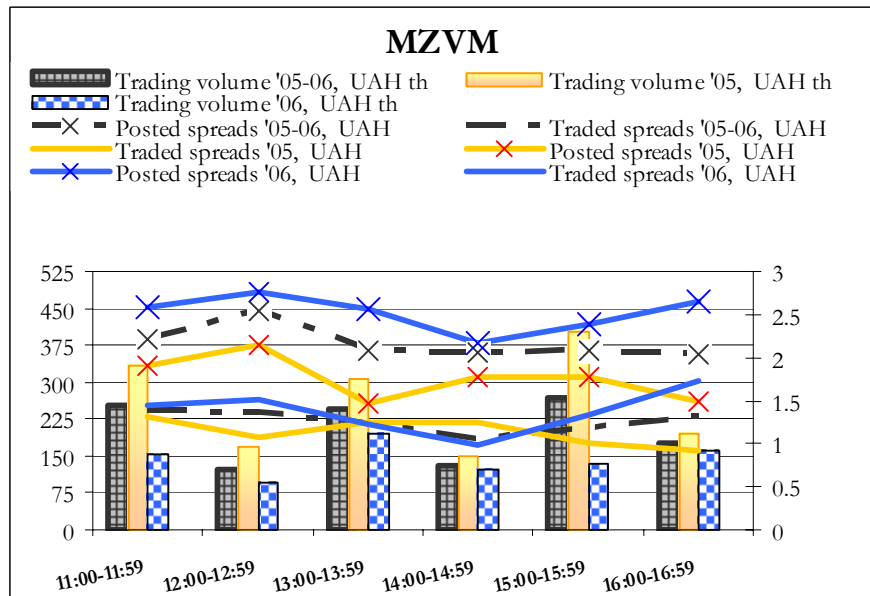 MZVM
Trading volume '05-06, UAH th
Trading volume '05, UAH th
Trading volume '06, UAH th
Posted spreads '05-06, UAH
Traded spreads '05-06, UAH
Traded spreads '05, UAH
Posted spreads '05, UAH
Posted spreads '06, UAH
Traded spreads '06, UAH
525
450
375
300
225
150
75
0
3
2.5
2
1.5
1
0.5
0
11:00-11:59
12:00-12:59
13:00-13:59
14:00-14:59
15:00-15:59
16:00-16:59